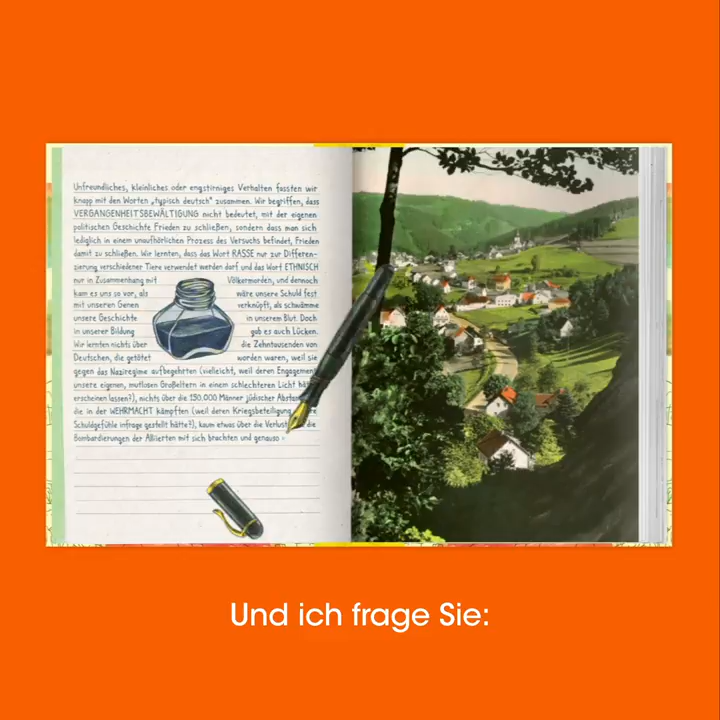 Unfreundliches, kleinliches oder engstirniges Verhalten fassten wir
knapp mit den Worten „typisch deutsch" zusammen. Wir begriffen, dass
VERGANGENHEITSBEWÄLTIGUNG nicht bedeutet, mit der eigenen
politischen Geschichte Frieden zu schließen, sondern dass man sich
lediglich in einem unaufhörlichen Prozess des Versuchs befindet, Frieden
damit zu schließen. Wir lernten, dass das Wort RASSE nur zur Differen-
zierung verschiedener Tiere verwendet werden darf und das Wort ETHNISCH
nur in Zusammenhang mit Völkermorden, und dennoch
kam es uns so vor, als wäre unsere Schuld fest
mit unseren Genen verknüpft, als schwämme
unsere Geschichte in unserem Blut. Doch
in unserer Bildung gab es auch Lücken.
Wir lernten nichts über die Zehntausenden von
Deutschen, die getötet worden waren, weil sie
gegen das Naziregime aufbegehrten (vielleicht, weil deren Engagement
unsere eigenen, mutlosen Großeltern in einem schlechteren Licht
erscheinen lassen?), nichts über die 150.000 Männer jüdischer
die in der WEHRMACHT kämpften (weil deren Kriegsbeteiligung
Schuldgefühle infrage gestellt hätte?), kaum etwas über die die
Bombardierungen der Alliierten mit sich brachten und genauso
Und ich frage Sie: